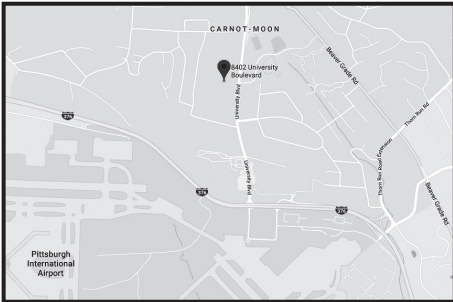 CARNOT-MOON
8402 University
Boulevard
Beaver Grade Rd
Thorn Run Rd
University Blvd
376
Thorn Run Road Extension
University Blvd
376
Beaver Grade Rd
376
Pittsburgh
International
Airport